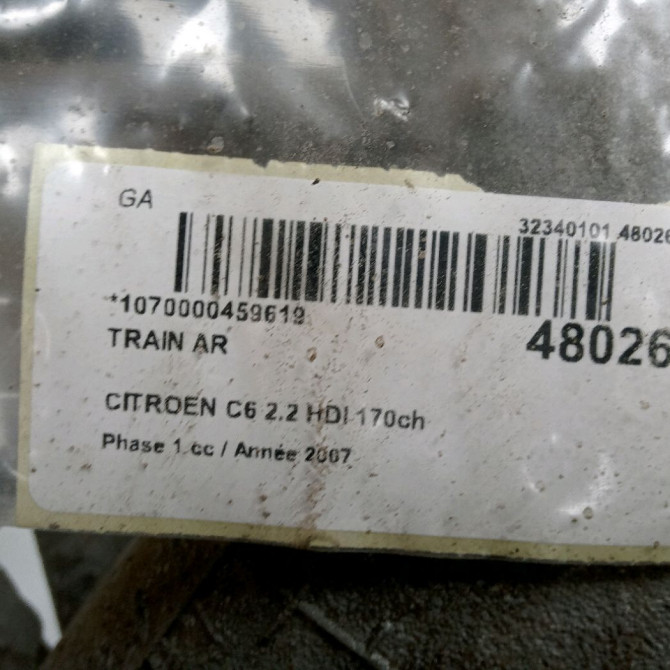 GA
32340101 48026
*1070000459619
TRAIN AR
48026
CITROEN C6 2.2 HDI 170ch
Phase 1 cc / Année 2007